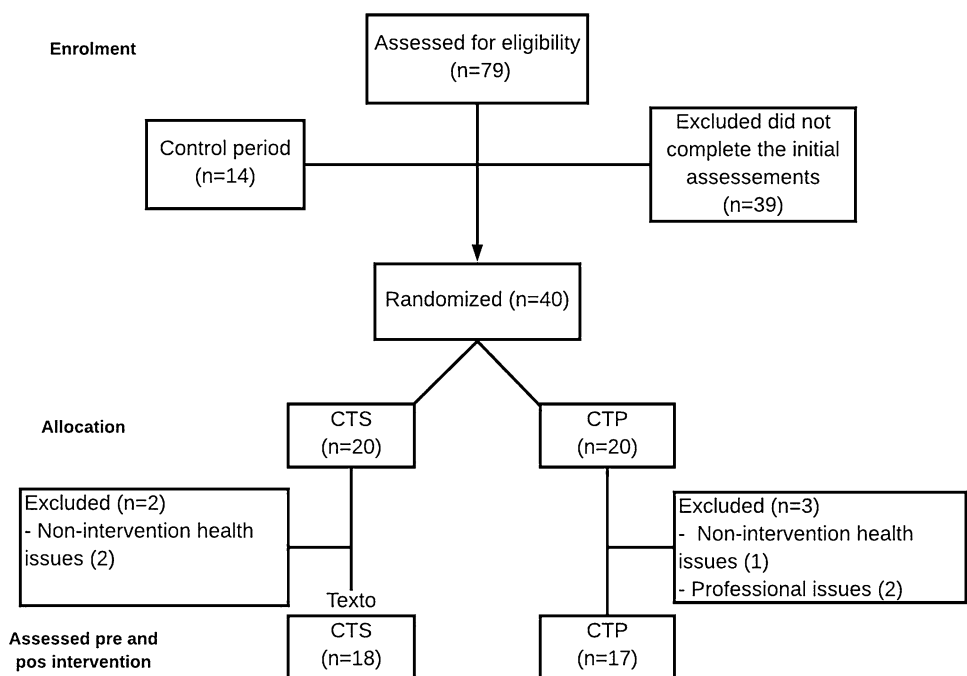 Enrolment
Assessed for eligibility
(n=79)
Control period
(n=14)
Excluded did not
complete the initial
assessements
(n=39)
Randomized (n=40)
Allocation
CTS
(n=20)
CTP
(n=20)
Excluded (n=2)
- Non-intervention health
issues (2)
Excluded (n=3)
- Non-intervention health
issues (1)
- Professional issues (2)
Texto
Assessed pre and
pos intervention
CTS
(n=18)
CTP
(n=17)